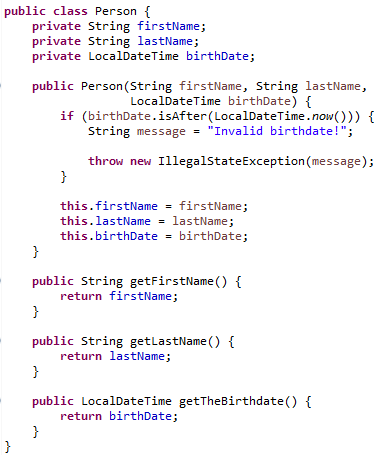 public class Person {
    private String firstName;
    private String lastName;
    private LocalDateTime birthDate;

    public Person(String firstName, String lastName,
                  LocalDateTime birthDate) {
        if (birthDate.isAfter(LocalDateTime.now())) {
            String message = "Invalid birthdate!";

            throw new IllegalStateException(message);
        }

        this.firstName = firstName;
        this.lastName = lastName;
        this.birthDate = birthDate;
    }

    public String getFirstName() {
        return firstName;
    }

    public String getLastName() {
        return lastName;
    }

    public LocalDateTime getTheBirthdate() {
        return birthDate;
    }
}